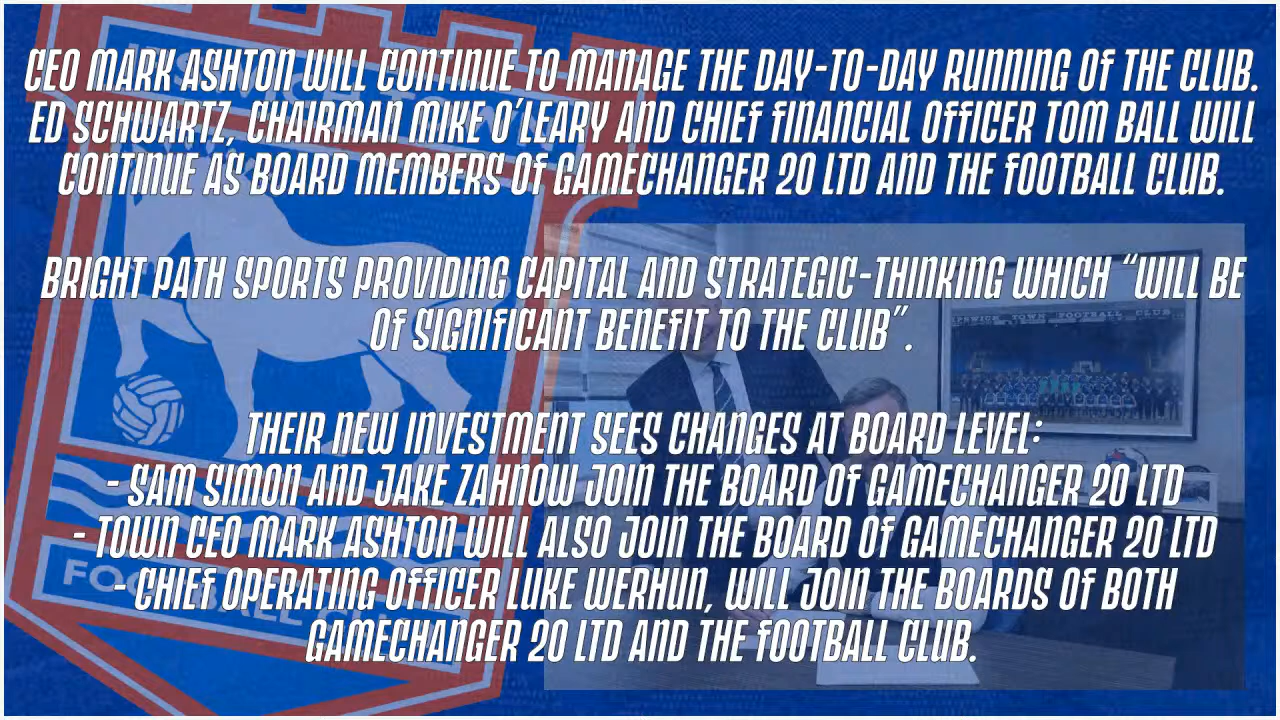 CEO MARK ASHTON WILL CONTINUE TO MANAGE THE DAY-TO-DAY RUNNING OF THE CLUB.
ED SCHWARTZ, CHAIRMAN MIKE O'LEARY AND CHIEF FINANCIAL OFFICER TOM BALL WILL
CONTINUE AS BOARD MEMBERS OF GAMECHANGER 20 LTD AND THE FOOTBALL CLUB.
BRIGHT PATH SPORTS PROVIDING CAPITAL AND STRATEGIC-THINKING WHICH “WILL BE
OF SIGNIFICANT BENEFIT TO THE CLUB”.
THEIR NEW INVESTMENT SEES CHANGES AT BOARD LEVEL:
- SAM SIMON AND JAKE ZAHNOW JOIN THE BOARD OF GAMECHANGER 20 LTD
- TOWN CEO MARK ASHTON WILL ALSO JOIN THE BOARD OF GAMECHANGER 20 LTD
- CHIEF OPERATING OFFICER LUKE WERHUN, WILL JOIN THE BOARDS OF BOTH
GAMECHANGER 20 LTD AND THE FOOTBALL CLUB.
TOWN FOOTBALL CLUB